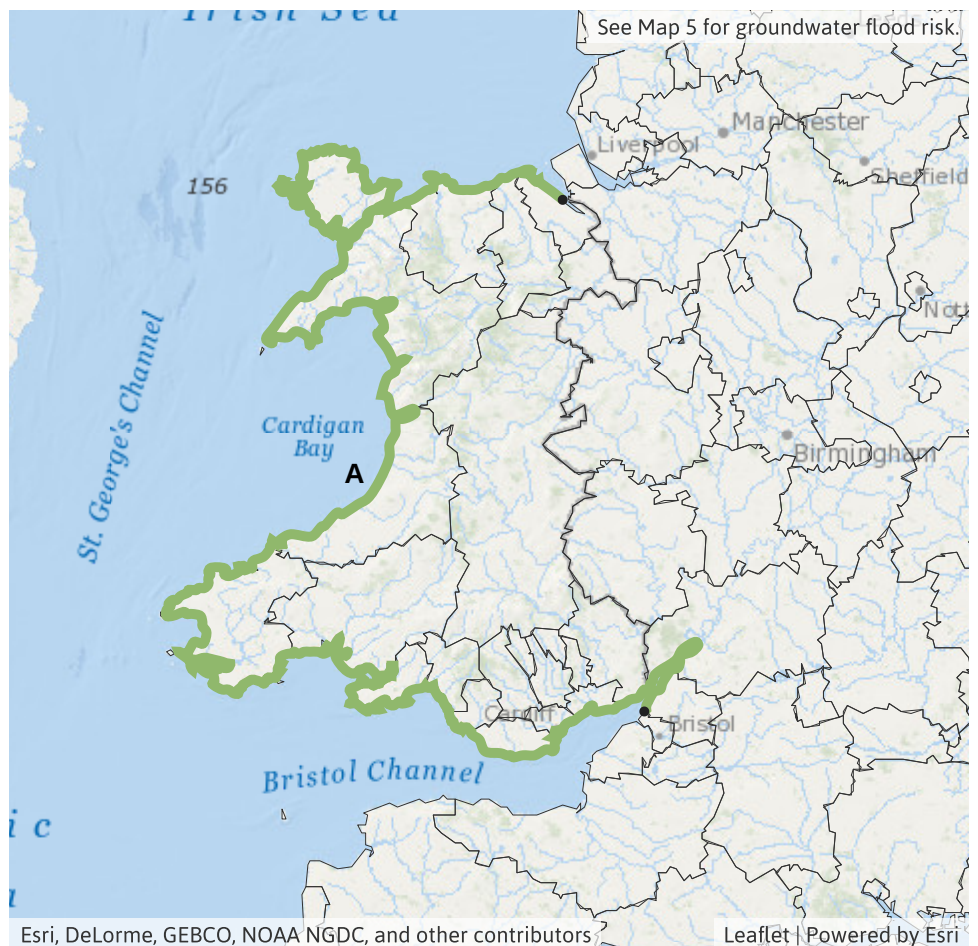 Irish Sea
See Map 5 for groundwater flood risk.
Manchester
Liverpool
Sheffield
156
Nott
St. George's Channel
Cardigan
Bay
A
Birmingham
Cardiff
Bristol
Bristol Channel
i c
Esri, DeLorme, GEBCO, NOAA NGDC, and other contributors
Leaflet | Powered by Esri